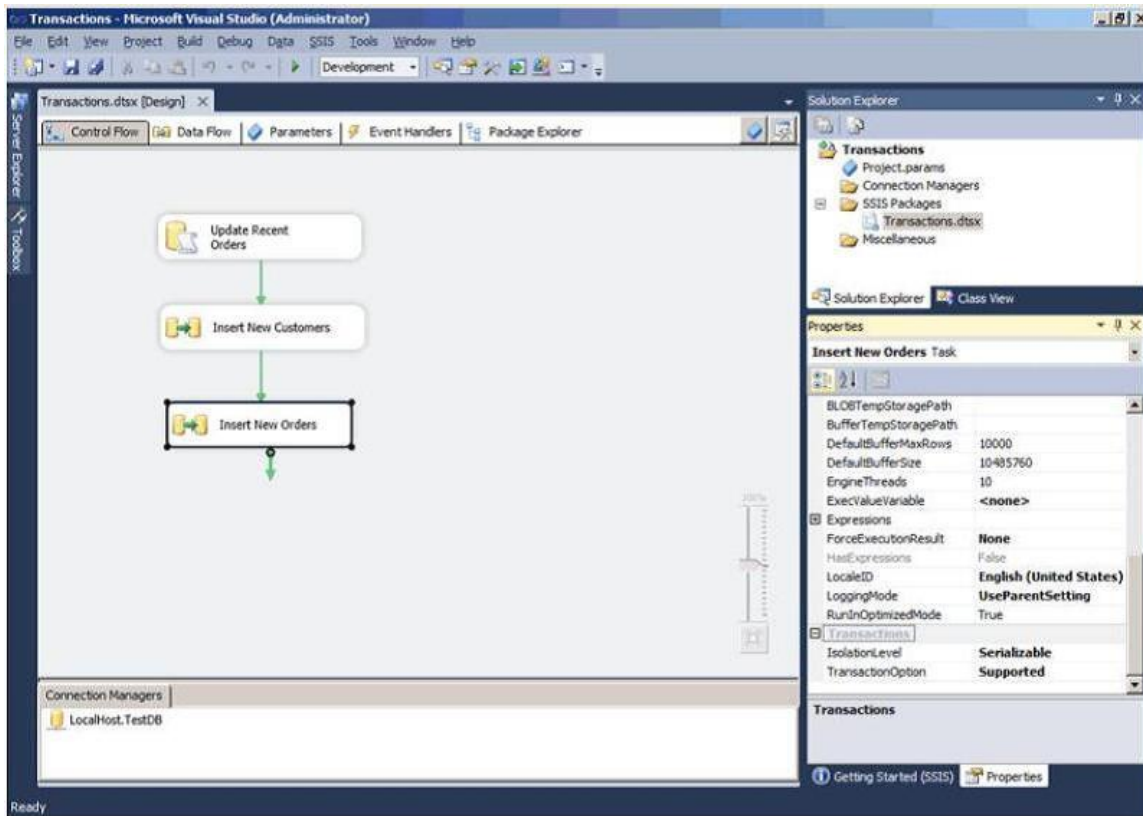 Transactions - Microsoft Visual Studio (Administrator)
File Edit View Project Build Debug Data SSIS Tools Window Help
Development
Transactions.dtsx [Design]
Control Flow Data Flow Parameters Event Handlers Package Explorer
Server Explorer
Toolbox
Update Recent
Orders
Insert New Customers
Insert New Orders
100%
Connection Managers
LocalHost.TestDB
Solution Explorer
Transactions
Project.params
Connection Managers
SSIS Packages
Transactions.dtsx
Miscellaneous
Solution Explorer Class View
Properties
Insert New Orders Task
BLOBTempStoragePath
BufferTempStoragePath
DefaultBufferMaxRows 10000
DefaultBufferSize 10485760
EngineThreads 10
ExecValueVariable <none>
Expressions
ForceExecutionResult None
HasExpressions False
LocaleID English (United States)
LoggingMode UseParentSetting
RunInOptimizedMode True
Transactions
IsolationLevel Serializable
TransactionOption Supported
Transactions
Getting Started (SSIS) Properties
Ready